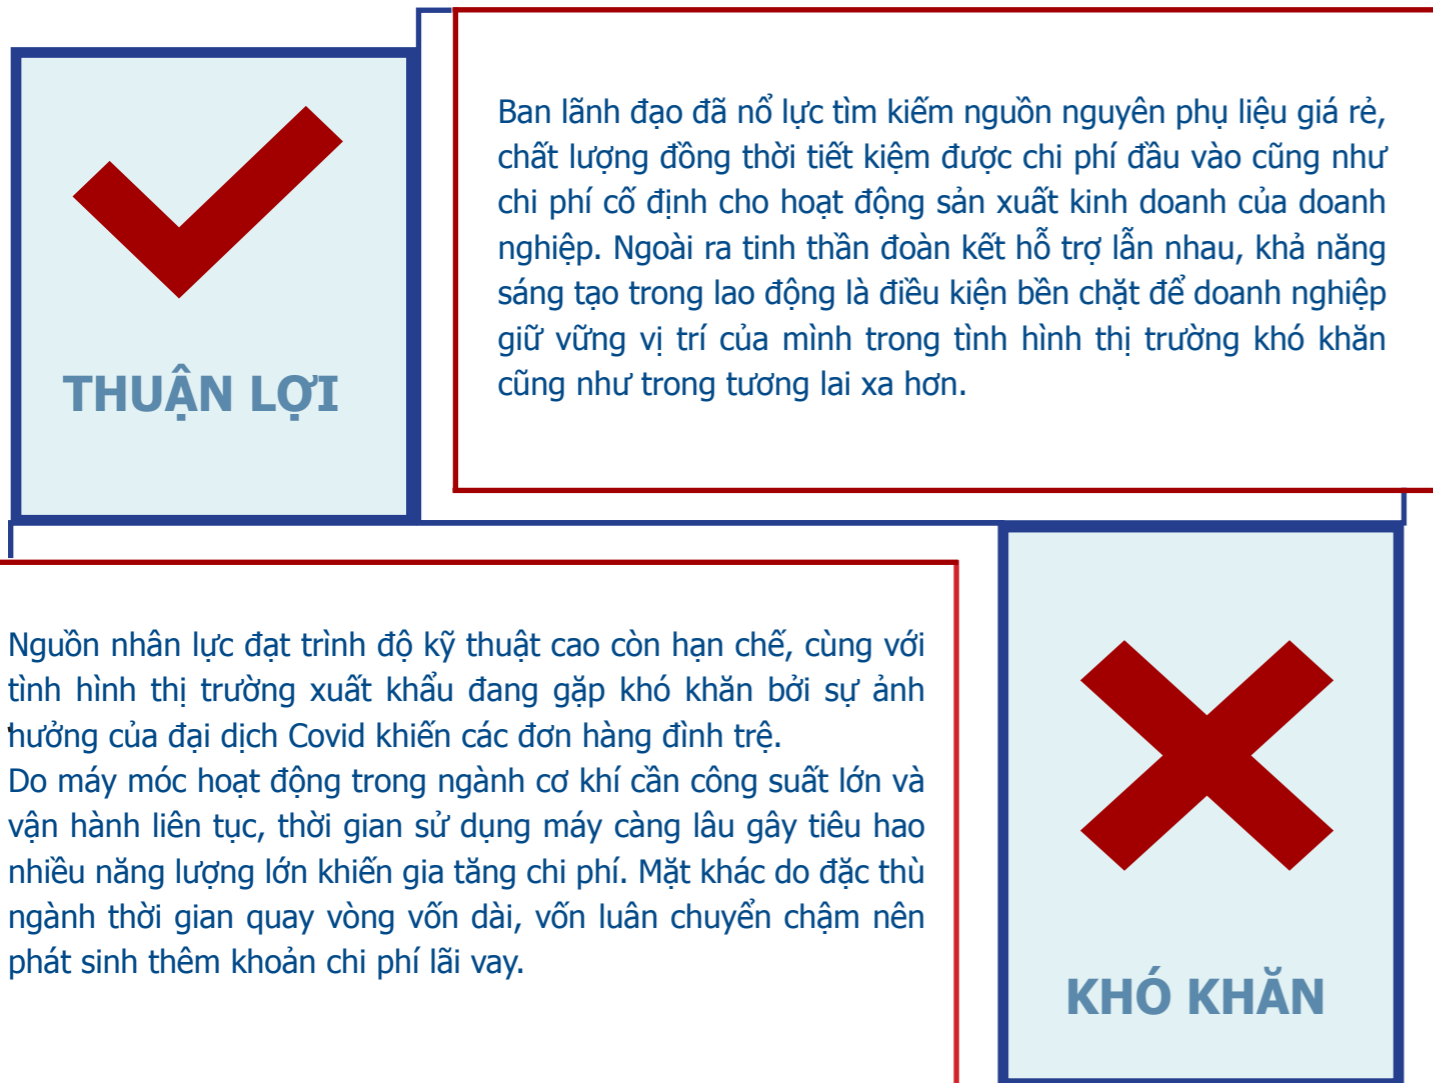 THUẬN LỢI
Ban lãnh đạo đã nổ lực tìm kiếm nguồn nguyên phụ liệu giá rẻ,
chất lượng đồng thời tiết kiệm được chi phí đầu vào cũng như
chi phí cố định cho hoạt động sản xuất kinh doanh của doanh
nghiệp. Ngoài ra tinh thần đoàn kết hỗ trợ lẫn nhau, khả năng
sáng tạo trong lao động là điều kiện bền chặt để doanh nghiệp
giữ vững vị trí của mình trong tình hình thị trường khó khăn
cũng như trong tương lai xa hơn.
Nguồn nhân lực đạt trình độ kỹ thuật cao còn hạn chế, cùng với
tình hình thị trường xuất khẩu đang gặp khó khăn bởi sự ảnh
hưởng của đại dịch Covid khiến các đơn hàng đình trệ.
Do máy móc hoạt động trong ngành cơ khí cần công suất lớn và
vận hành liên tục, thời gian sử dụng máy càng lâu gây tiêu hao
nhiều năng lượng lớn khiến gia tăng chi phí. Mặt khác do đặc thù
ngành thời gian quay vòng vốn dài, vốn luân chuyển chậm nên
phát sinh thêm khoản chi phí lãi vay.
KHÓ KHĂN